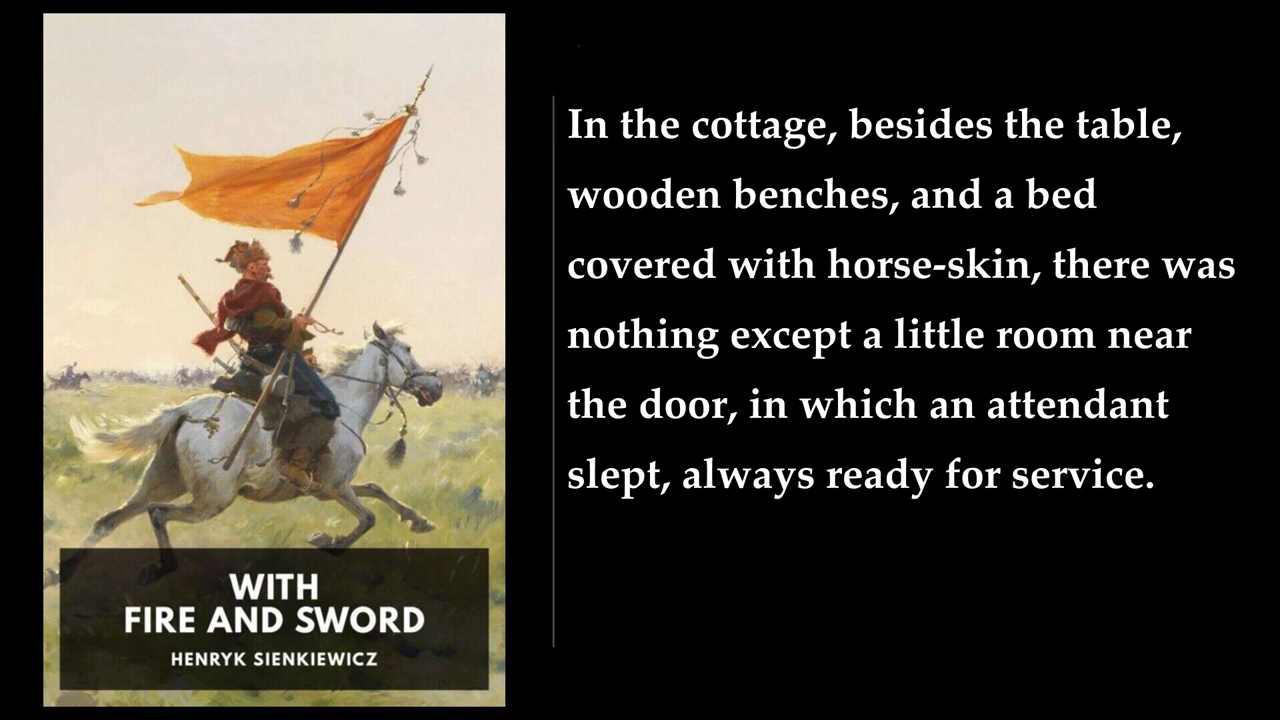 In the cottage, besides the table,
wooden benches, and a bed
covered with horse-skin, there was
nothing except a little room near
the door, in which an attendant
slept, always ready for service.
WITH
FIRE AND SWORD
HENRYK SIENKIEWICZ